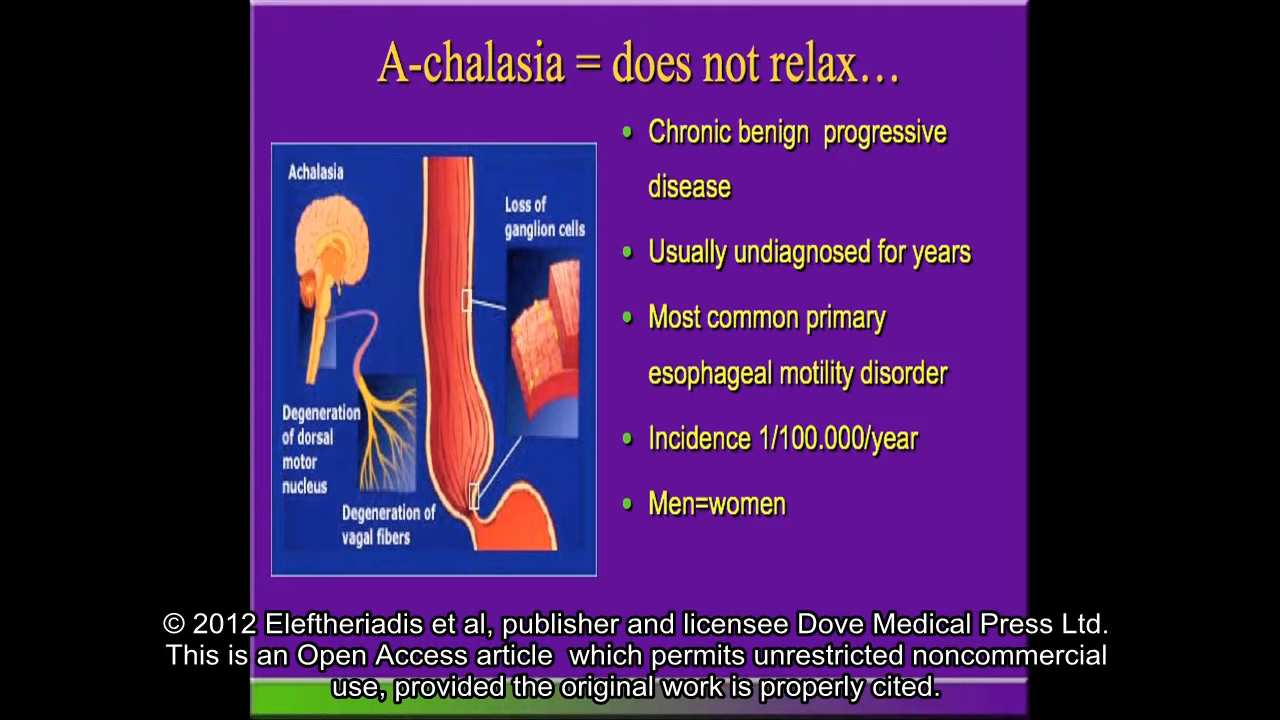 A-chalasia = does not relax...
Achalasia
Loss of
ganglion cells
Degeneration
of dorsal
motor
nucleus
Degeneration of
vagal fibers
• Chronic benign progressive
disease
• Usually undiagnosed for years
• Most common primary
esophageal motility disorder
• Incidence 1/100.000/year
• Men=women
© 2012 Eleftheriadis et al, publisher and licensee Dove Medical Press Ltd.
This is an Open Access article which permits unrestricted noncommercial
use, provided the original work is properly cited.